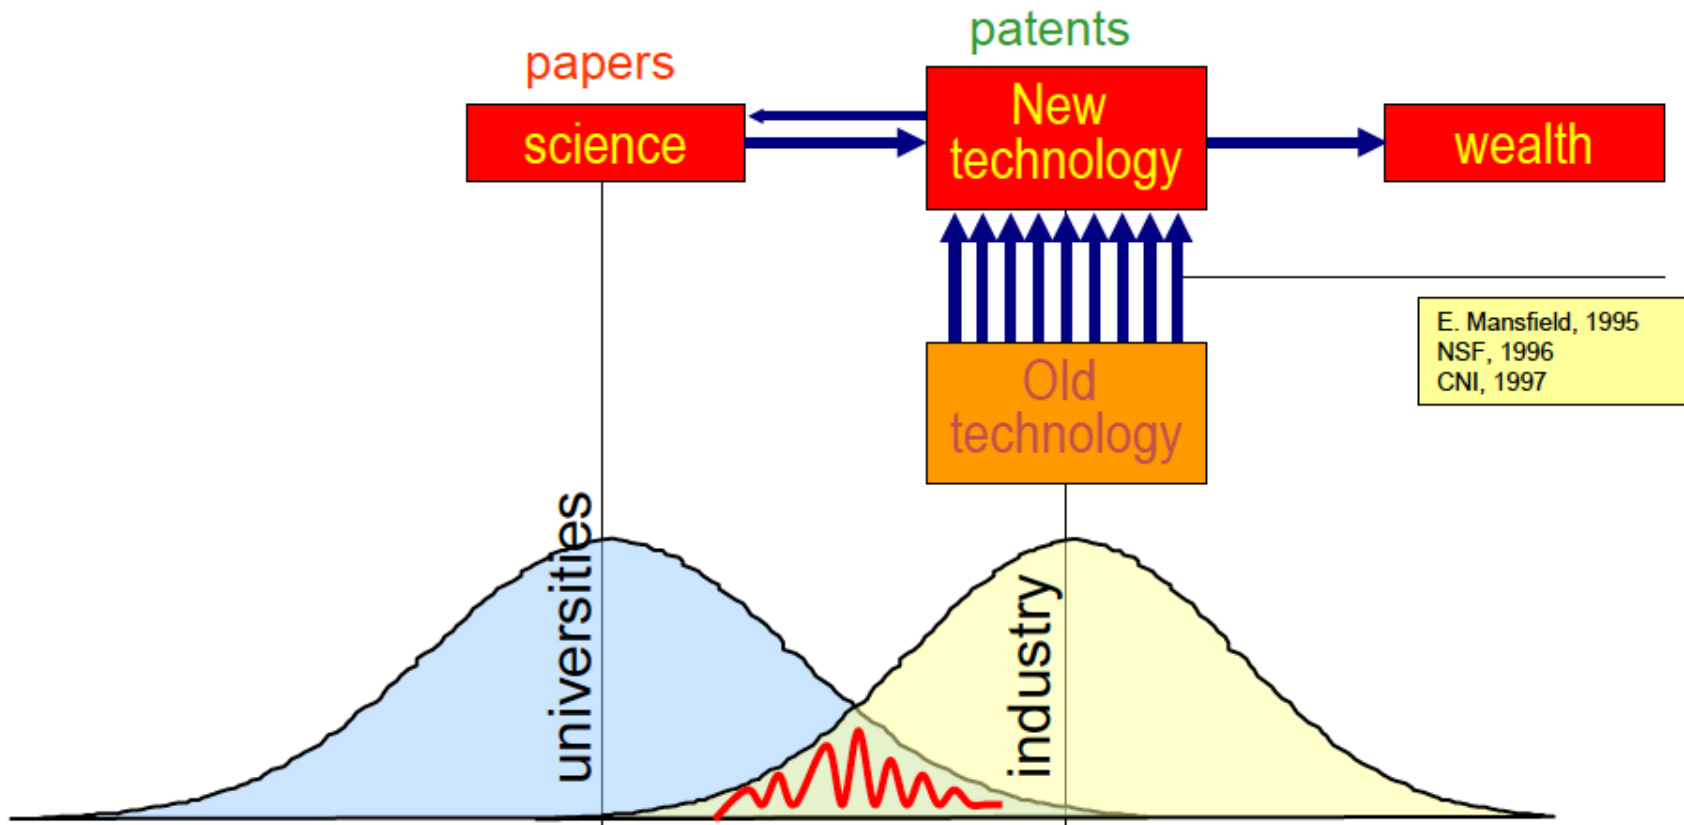 patents
papers
New
technology
science
wealth
E. Mansfield, 1995
NSF, 1996
CNI, 1997
Old
technology
universities
industry